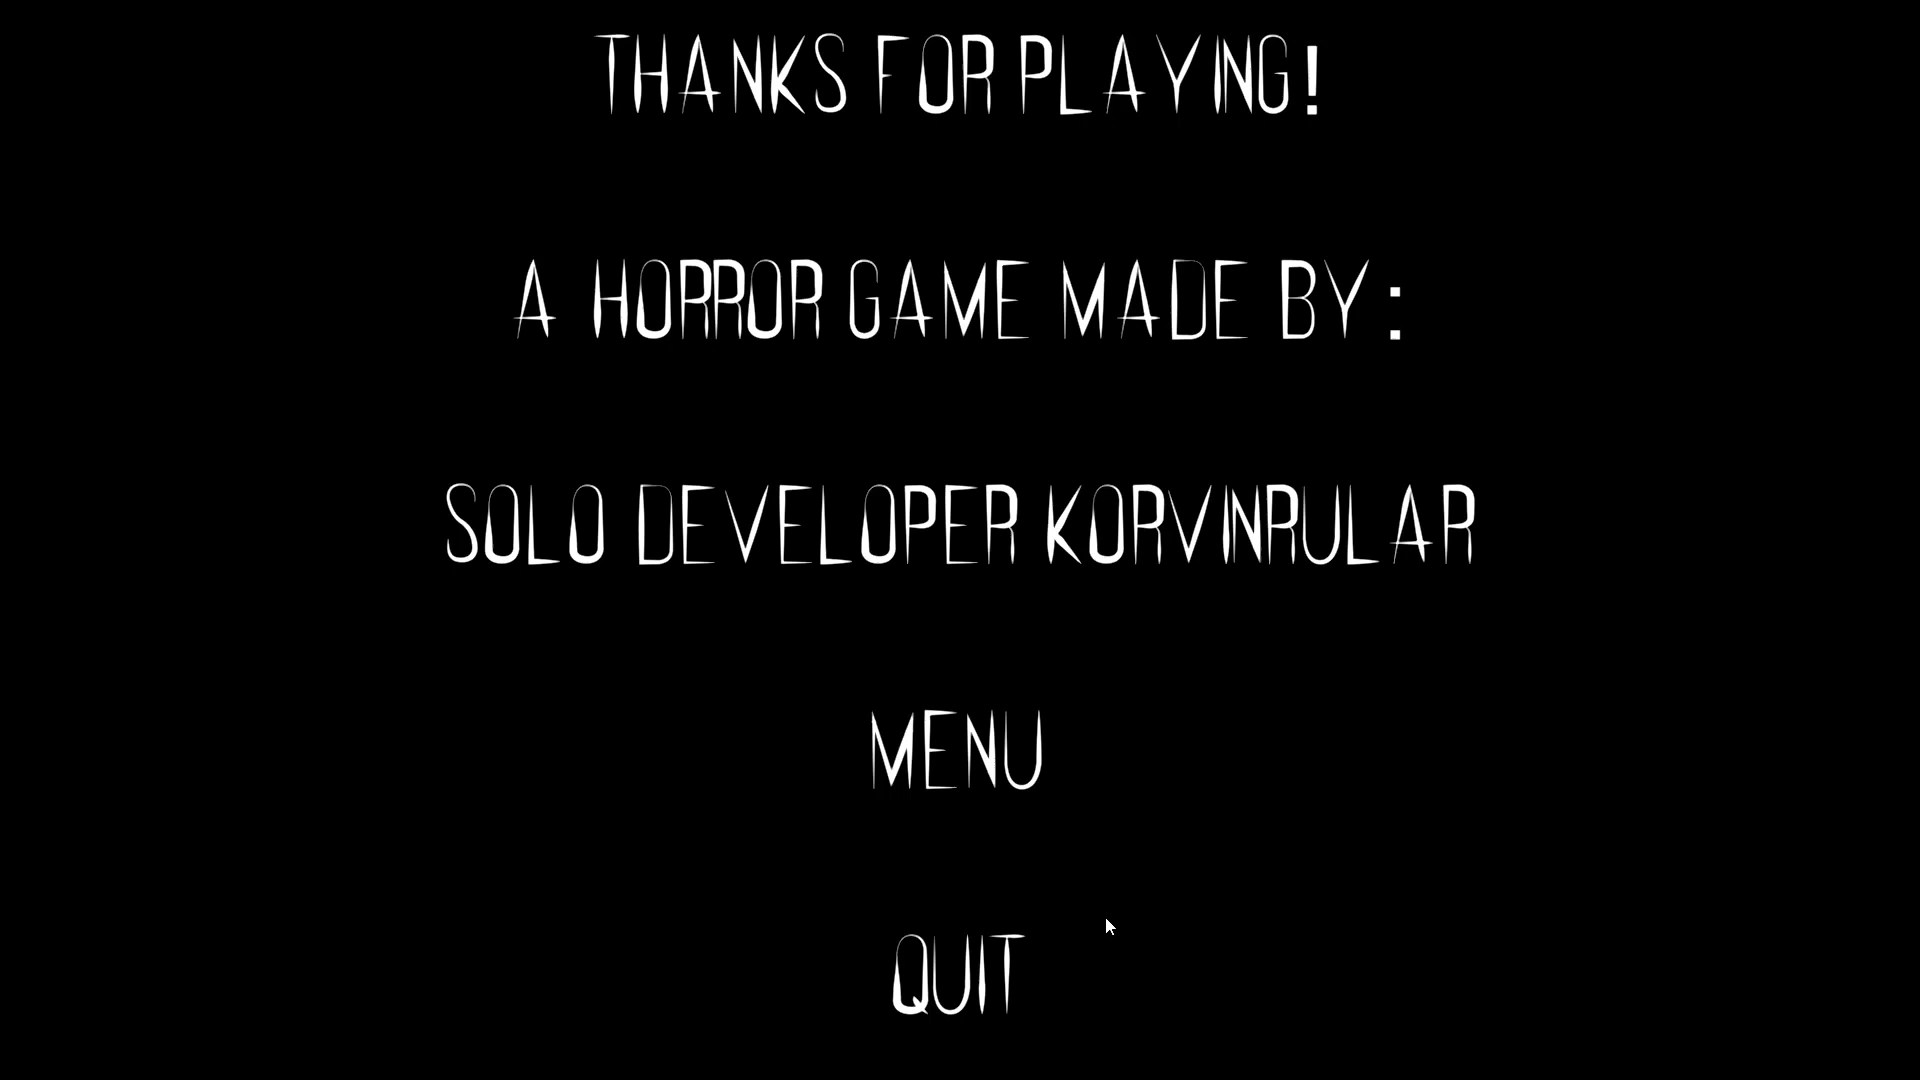 THANKS FOR PLAYING!
A HORROR GAME MADE BY:
SOLO DEVELOPER KORVINRULAR
MENU
QUIT